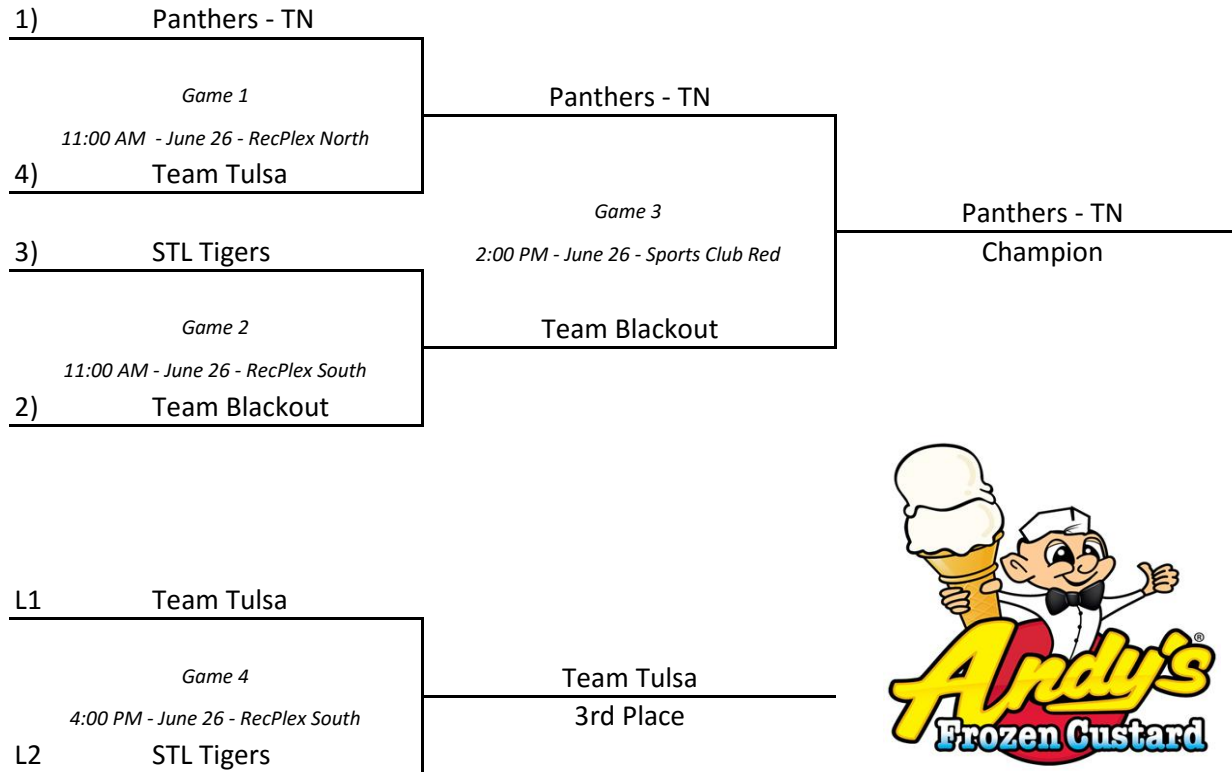 1) Panthers - TN
Game 1
11:00 AM - June 26 - RecPlex North
4) Team Tulsa
3) STL Tigers
Game 2
11:00 AM - June 26 - RecPlex South
2) Team Blackout
Panthers - TN
Game 3
2:00 PM - June 26 - Sports Club Red
Team Blackout
Panthers - TN
Champion
L1 Team Tulsa
Game 4
4:00 PM - June 26 - RecPlex South
L2 STL Tigers
Team Tulsa
3rd Place
Andy's®
Frozen Custard